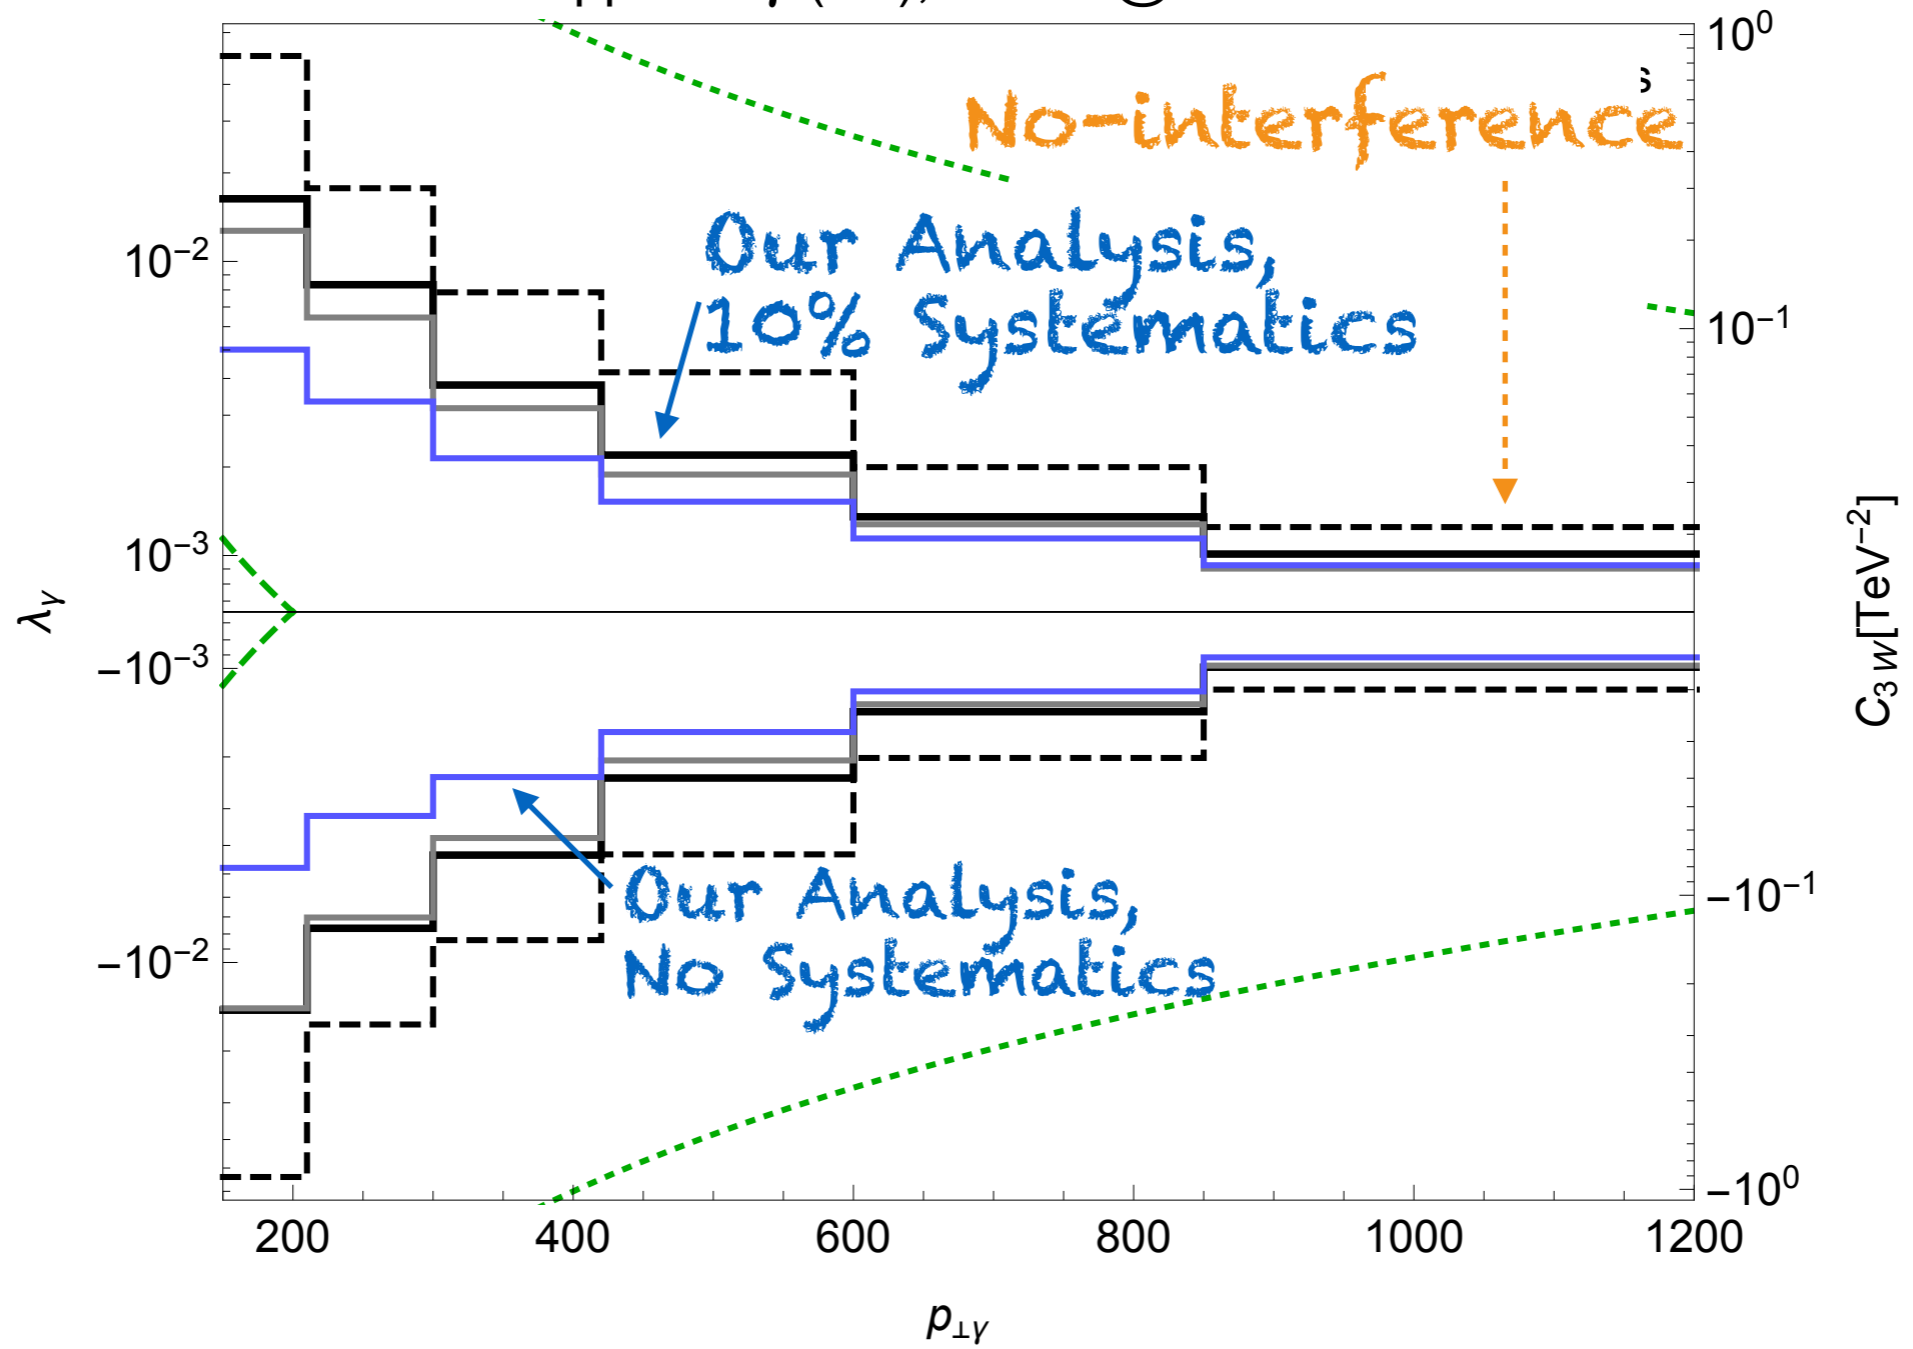 10⁰
No-interference
s
Our Analysis,
10% Systematics
10⁻²
10⁻¹
10⁻³
λγ
−10⁻³
C₃w[TeV⁻²]
Our Analysis,
No Systematics
−10⁻¹
−10⁻²
−10⁰
200 400 600 800 1000 1200
p⊥γ